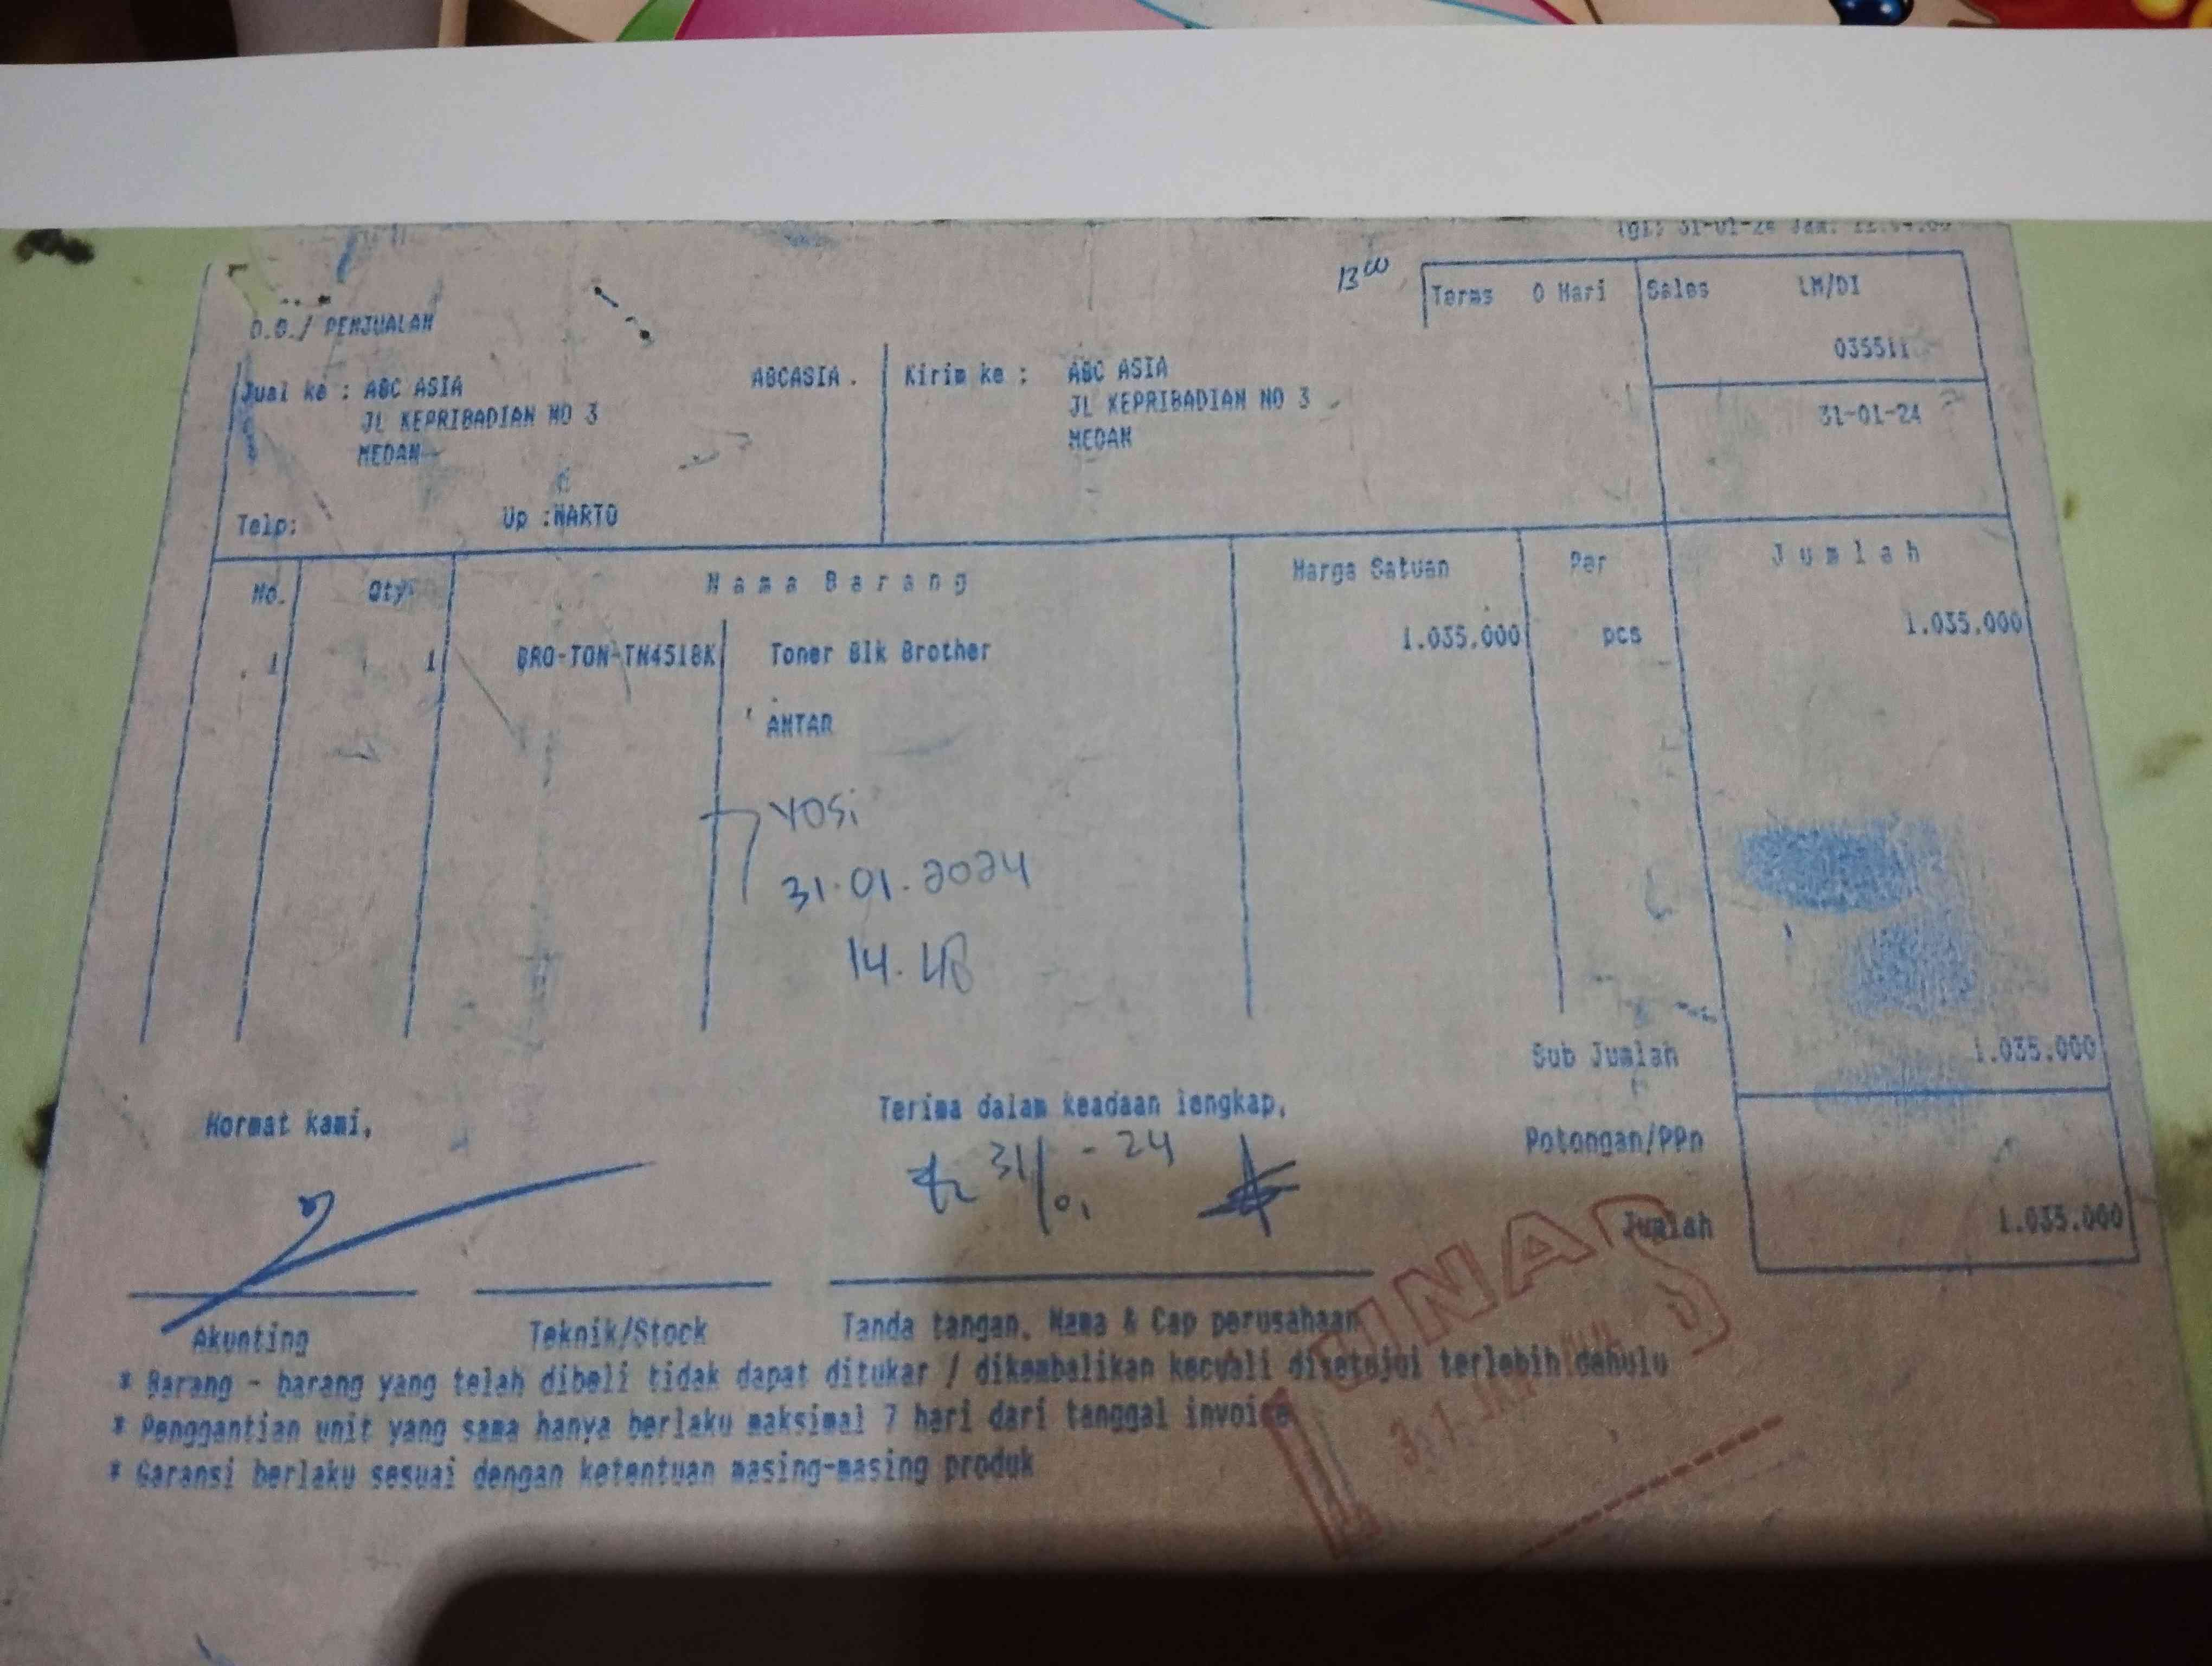 31-01-24
13⁰⁰
Terms 0 Hari
Sales LM/DI
035511
31-01-24
D.O./ PENJUALAN
Jual ke : ABC ASIA
ABCASIA .
JL KEPRIBADIAN NO 3
MEDAN
Telp:
Up :WARTO
Kirim ke : ABC ASIA
JL KEPRIBADIAN NO 3
MEDAN
No. Qty. Nama Barang Harga Satuan Per Jumlah
1 1 BRO-TON-TN451BK Toner Blk Brother 1.035.000 pcs 1.035.000
ANTAR
Yosi
31.01.2024
14.48
Sub Jumlah 1.035.000
Hormat kami,
Terima dalam keadaan lengkap,
31/01 - 24
Potongan/PPn
Jumlah 1.035.000
Akunting
Teknik/Stock
Tanda tangan, Nama & Cap perusahaan
* Barang - barang yang telah dibeli tidak dapat ditukar / dikembalikan kecuali disetujui terlebih dahulu
* Penggantian unit yang sama hanya berlaku maksimal 7 hari dari tanggal invoice
* Garansi berlaku sesuai dengan ketentuan masing-masing produk